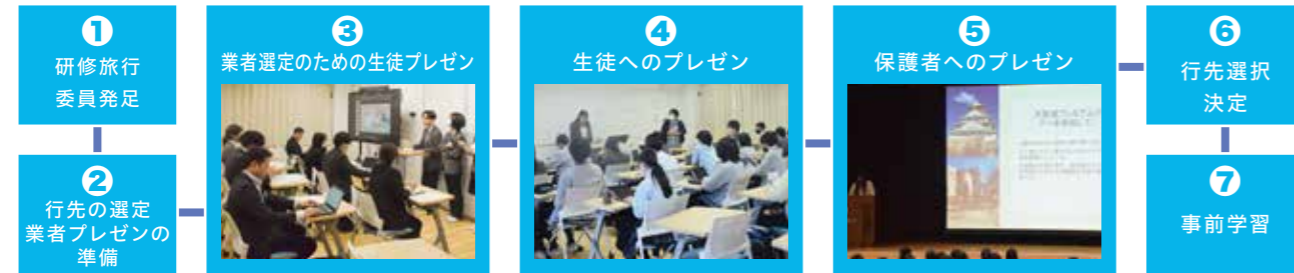 ❶
研修旅行
委員発足
❷
行先の選定
業者プレゼンの
準備
❸
業者選定のための生徒プレゼン
❹
生徒へのプレゼン
❺
保護者へのプレゼン
❻
行先選択
決定
❼
事前学習